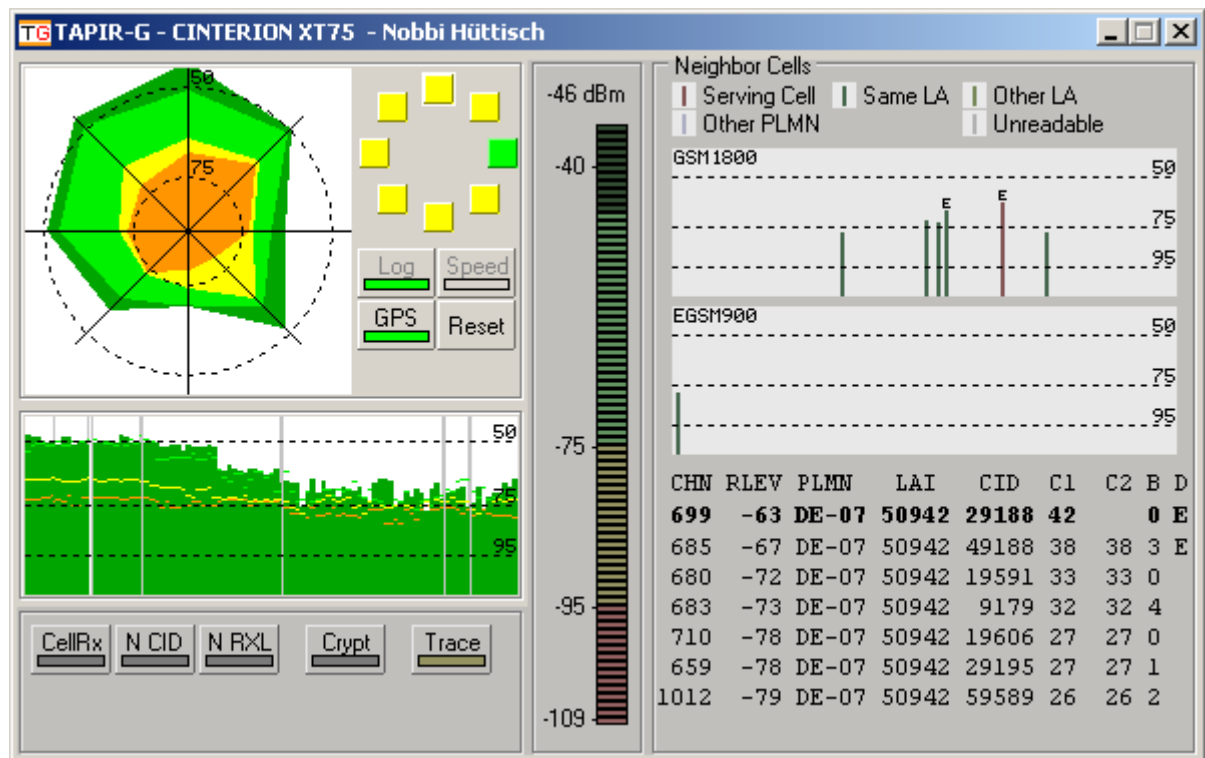 TG TAPIR-G - CINTERION XT75 - Nobbi Hüttisch
50
75
Log Speed
GPS Reset
50
75
95
CellRx N CID N RXL Crypt Trace
-46 dBm
-40
-75
-95
-109
Neighbor Cells
Serving Cell Same LA Other LA
Other PLMN Unreadable
GSM1800
50
E E
75
95
EGSM900
50
75
95
CHN RLEV PLMN LAI CID C1 C2 B D
699 -63 DE-07 50942 29188 42 0 E
685 -67 DE-07 50942 49188 38 38 3 E
680 -72 DE-07 50942 19591 33 33 0
683 -73 DE-07 50942 9179 32 32 4
710 -78 DE-07 50942 19606 27 27 0
659 -78 DE-07 50942 29195 27 27 1
1012 -79 DE-07 50942 59589 26 26 2